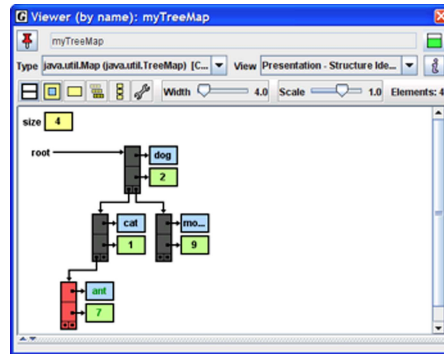 Viewer (by name): myTreeMap
myTreeMap
Type java.util.Map (java.util.TreeMap) [C... View Presentation - Structure Ide...
Width 4.0 Scale 1.0 Elements: 4
size 4
root
dog
2
cat mo...
1 9
ant
7